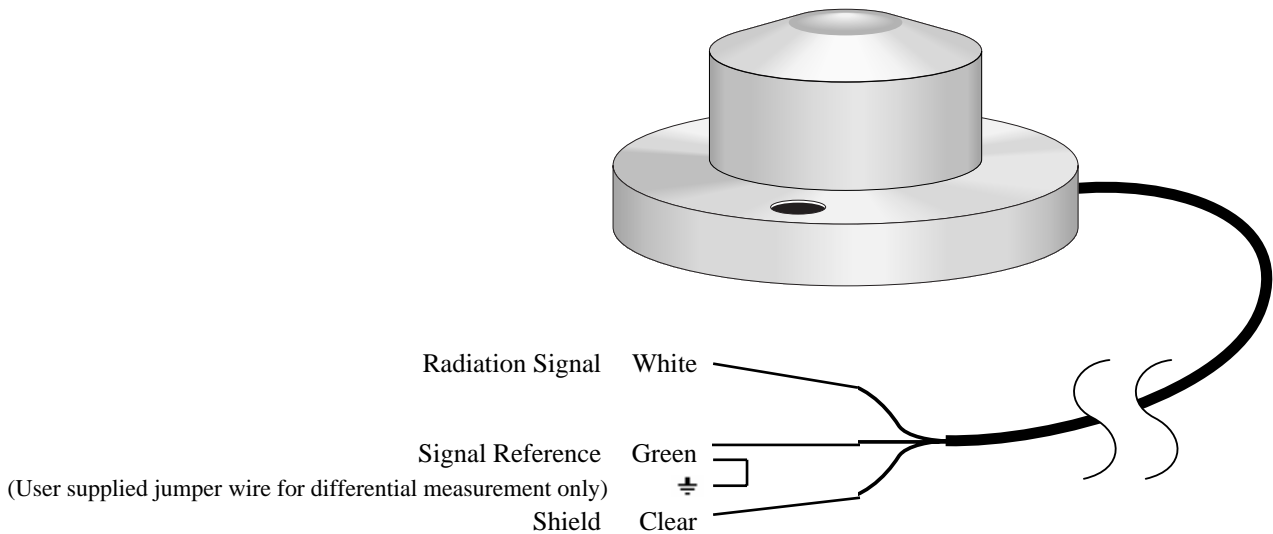 Radiation Signal White
Signal Reference Green
(User supplied jumper wire for differential measurement only) ⏚
Shield Clear